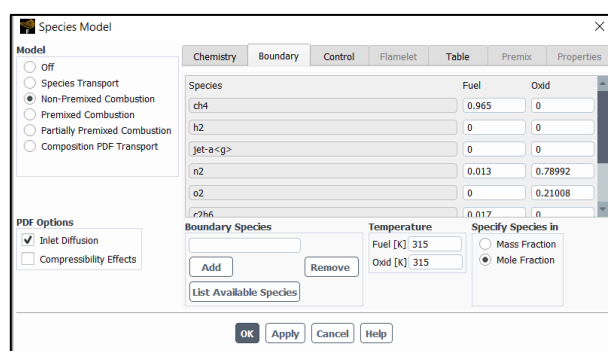 Species Model
Model
Off
Species Transport
Non-Premixed Combustion
Premixed Combustion
Partially Premixed Combustion
Composition PDF Transport
PDF Options
Inlet Diffusion
Compressibility Effects
Chemistry Boundary Control Flamelet Table Premix Properties
Species Fuel Oxid
ch4 0.965 0
h2 0 0
jet-a<g> 0 0
n2 0.013 0.78992
o2 0 0.21008
c2h6 0.017 0
Boundary Species
Add Remove
List Available Species
Temperature
Fuel [K] 315
Oxid [K] 315
Specify Species in
Mass Fraction
Mole Fraction
OK Apply Cancel Help